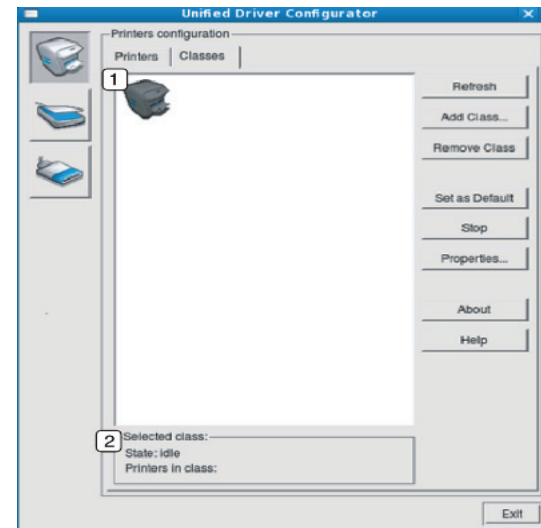 Unified Driver Configurator
Printers configuration
Printers
Classes
1
Refresh
Add Class...
Remove Class
Set as Default
Stop
Properties...
About
Help
2
Selected class:
State: idle
Printers in class:
Exit